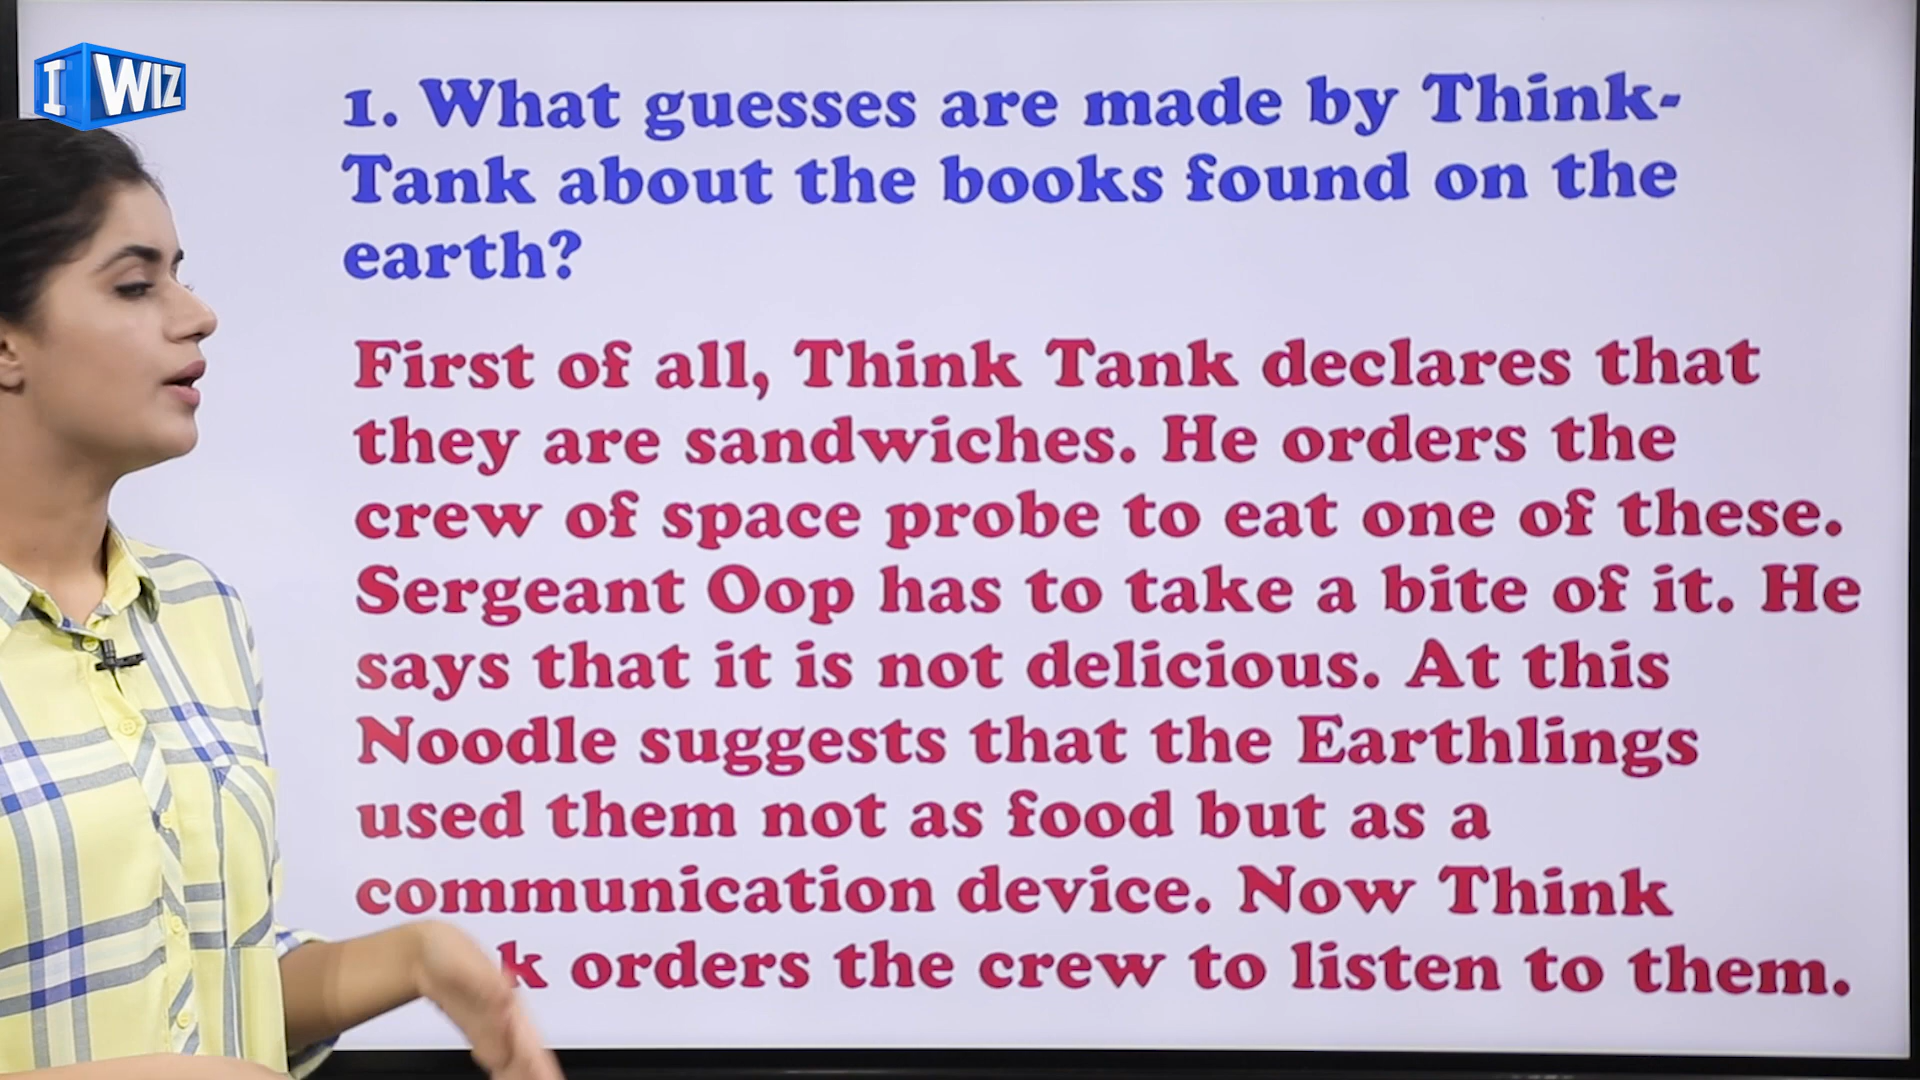 I WIZ
1. What guesses are made by Think-
Tank about the books found on the
earth?
First of all, Think Tank declares that
they are sandwiches. He orders the
crew of space probe to eat one of these.
Sergeant Oop has to take a bite of it. He
says that it is not delicious. At this
Noodle suggests that the Earthlings
used them not as food but as a
communication device. Now Think
orders the crew to listen to them.